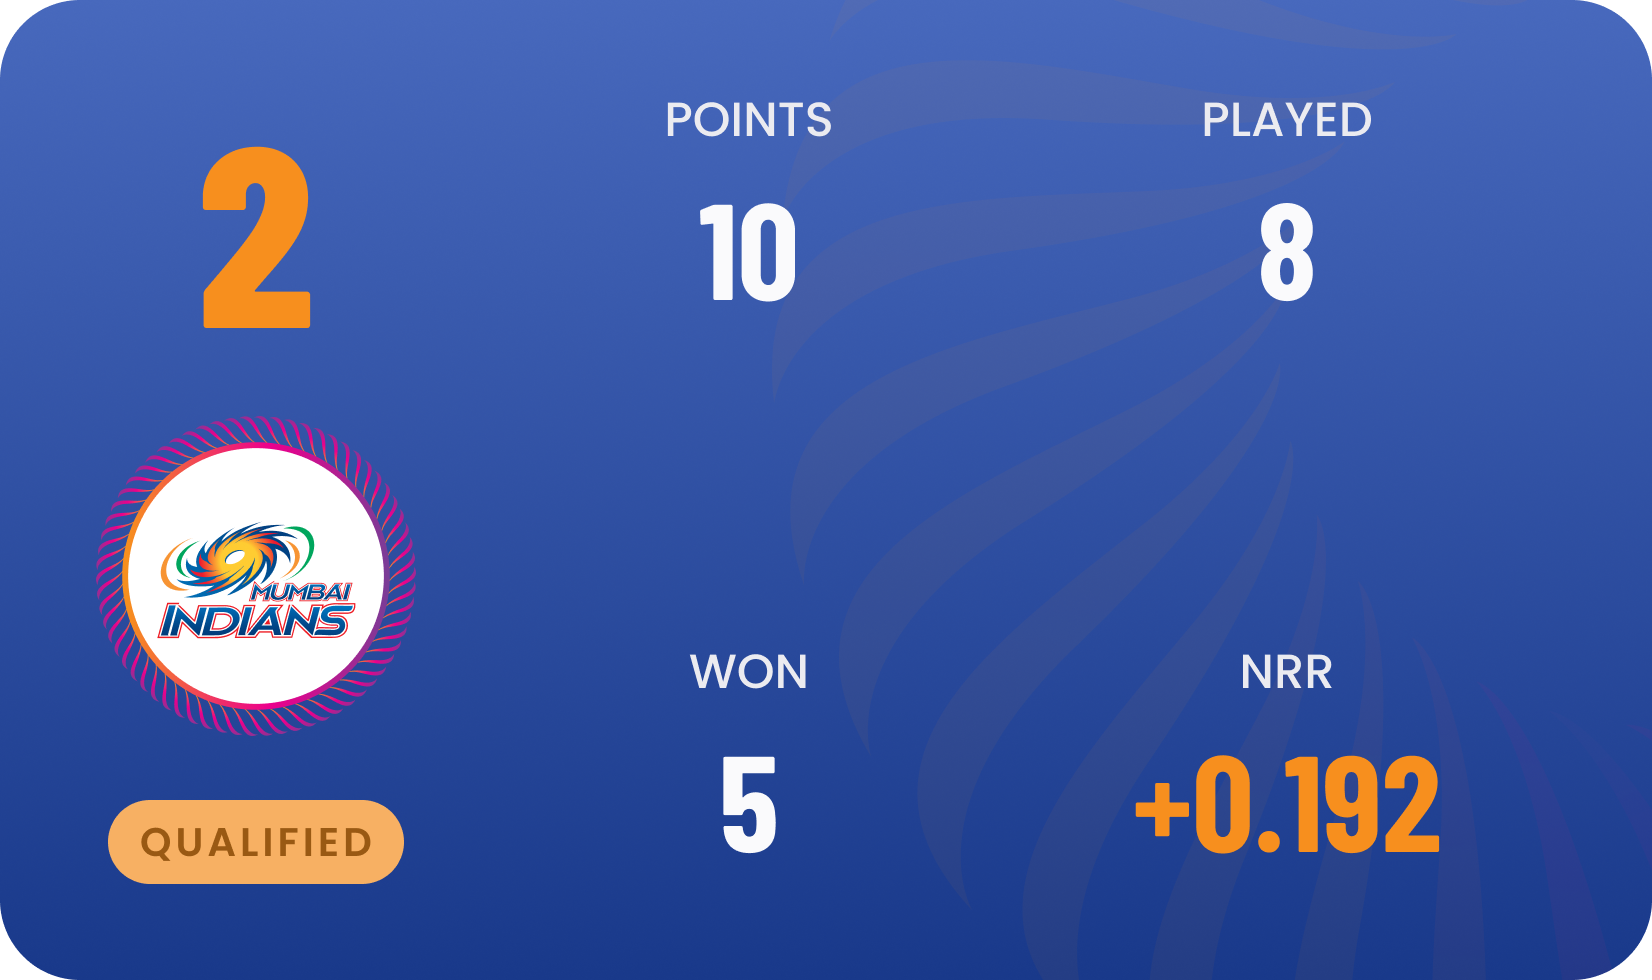 2
MUMBAI
INDIANS
QUALIFIED
POINTS
10
PLAYED
8
WON
5
NRR
+0.192